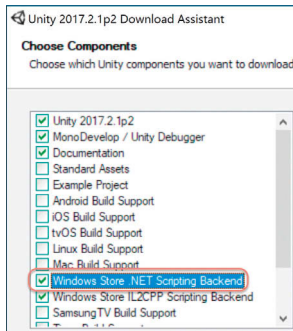 Unity 2017.2.1p2 Download Assistant
Choose Components
Choose which Unity components you want to download
Unity 2017.2.1p2
MonoDevelop / Unity Debugger
Documentation
Standard Assets
Example Project
Android Build Support
iOS Build Support
tvOS Build Support
Linux Build Support
Mac Build Support
Windows Store .NET Scripting Backend
Windows Store IL2CPP Scripting Backend
SamsungTV Build Support